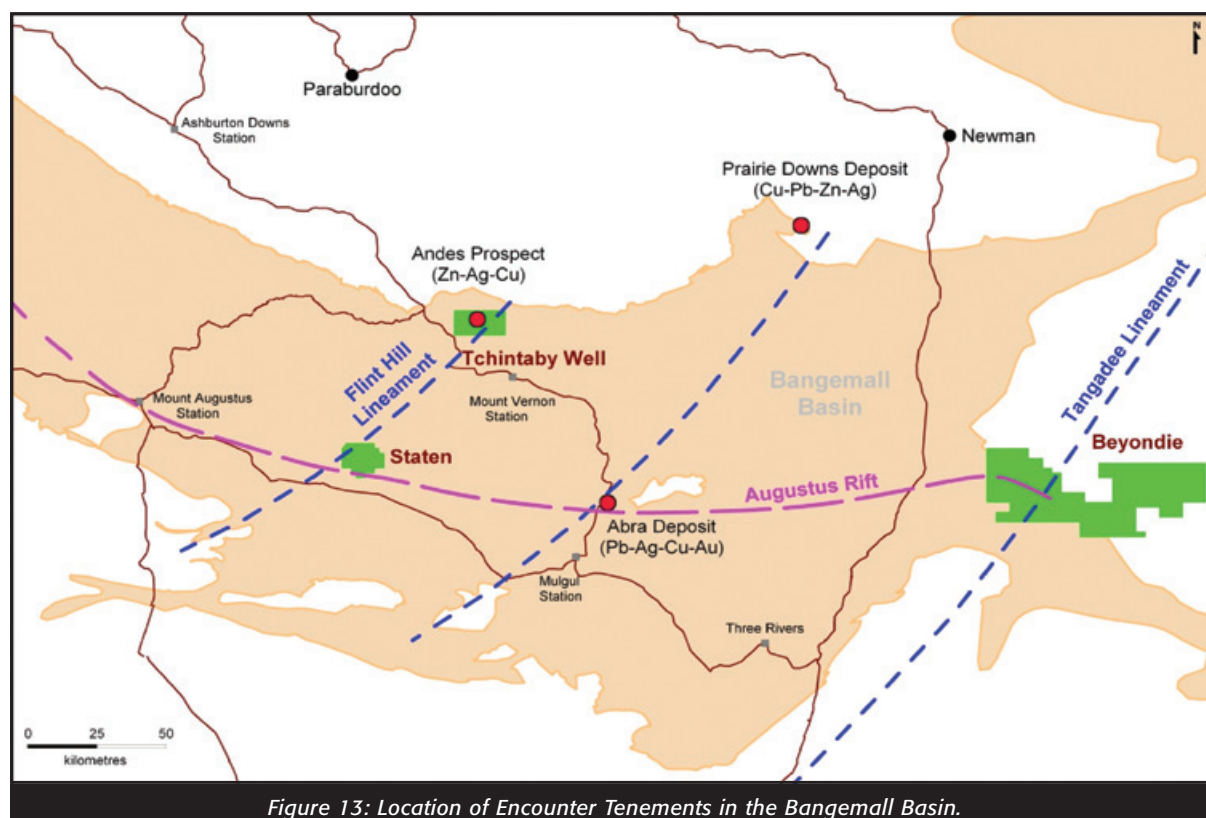 N
Paraburdoo
Ashburton Downs
Station
Newman
Prairie Downs Deposit
(Cu-Pb-Zn-Ag)
Andes Prospect
(Zn-Ag-Cu)
Tangadee Lineament
Tchintaby Well
Flint Hill
Lineament
Mount Vernon
Station
Bangemall
Basin
Mount Augustus
Station
Staten
Beyondie
Augustus Rift
Abra Deposit
(Pb-Ag-Cu-Au)
Mulgul
Station
Three Rivers
0 25 50
kilometres
Figure 13: Location of Encounter Tenements in the Bangemall Basin.